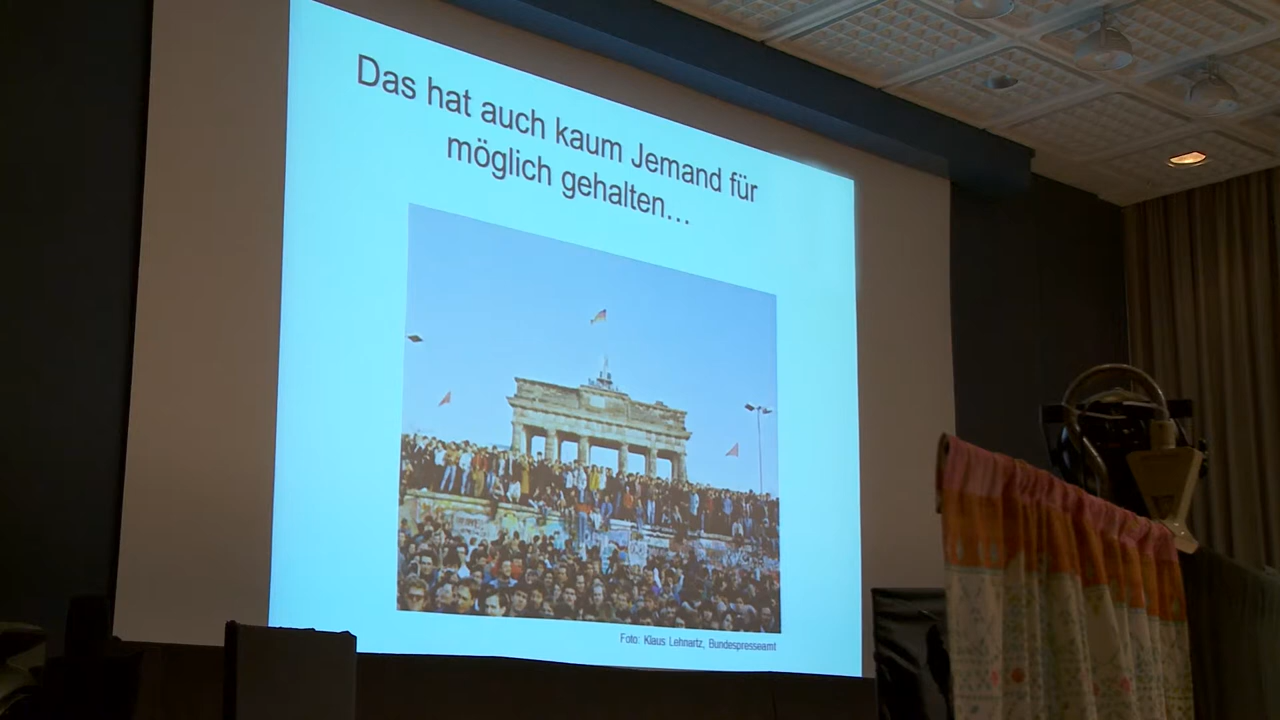 Das hat auch kaum Jemand für
möglich gehalten...
Foto: Klaus Lehnartz, Bundespresseamt